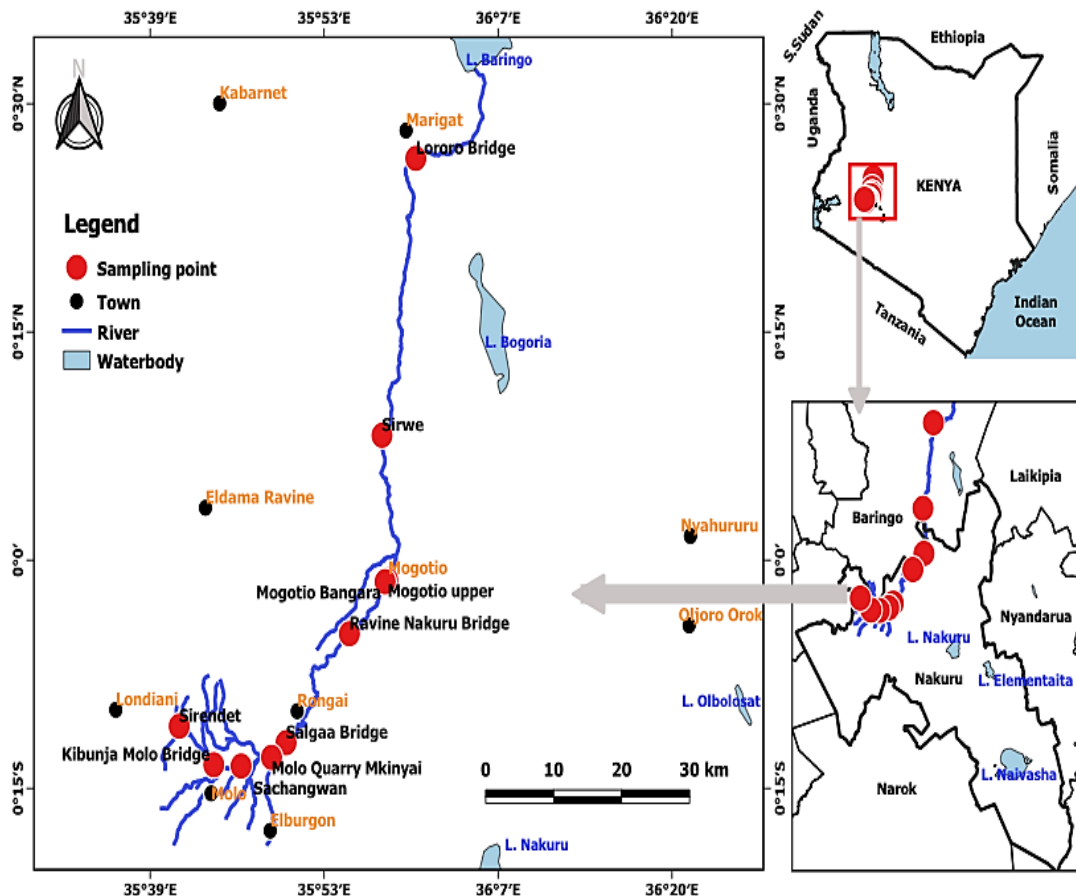 35°39′E 35°53′E 36°7′E 36°20′E
N
0°30′N
0°15′N
0°0′
0°15′S
L. Baringo
Kabarnet
Marigat
Lororo Bridge
Legend
Sampling point
Town
River
Waterbody
L. Bogoria
Sirwe
Eldama Ravine
Nyahururu
Mogotio
Mogotio Bangara
Mogotio upper
Oljoro Orok
Ravine Nakuru Bridge
Londiani
Rongai
L. Olbolosat
Sirendet
Salgaa Bridge
Kibunja Molo Bridge
Molo Quarry Mkinyai
Sachangwan
Molo
Elburgon
0 10 20 30 km
L. Nakuru
35°39′E 35°53′E 36°7′E 36°20′E
S.Sudan
Ethiopia
Uganda
Somalia
KENYA
Indian
Ocean
Tanzania
0°30′N
0°15′N
0°0′
0°15′S
Laikipia
Baringo
Nyandarua
L. Nakuru
Nakuru
L. Elementaita
L. Naivasha
Narok